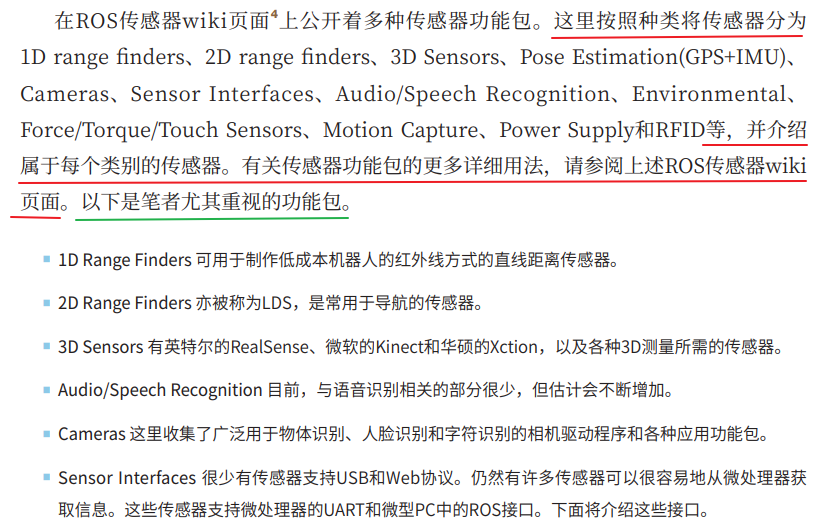 在ROS传感器wiki页面4上公开着多种传感器功能包。这里按照种类将传感器分为
1D range finders、2D range finders、3D Sensors、Pose Estimation(GPS+IMU)、
Cameras、Sensor Interfaces、Audio/Speech Recognition、Environmental、
Force/Torque/Touch Sensors、Motion Capture、Power Supply和RFID等，并介绍
属于每个类别的传感器。有关传感器功能包的更多详细用法，请参阅上述ROS传感器wiki
页面。以下是笔者尤其重视的功能包。
1D Range Finders 可用于制作低成本机器人的红外线方式的直线距离传感器。
2D Range Finders 亦被称为LDS，是常用于导航的传感器。
3D Sensors 有英特尔的RealSense、微软的Kinect和华硕的Xction，以及各种3D测量所需的传感器。
Audio/Speech Recognition 目前，与语音识别相关的部分很少，但估计会不断增加。
Cameras 这里收集了广泛用于物体识别、人脸识别和字符识别的相机驱动程序和各种应用功能包。
Sensor Interfaces 很少有传感器支持USB和Web协议。仍然有许多传感器可以很容易地从微处理器获
取信息。这些传感器支持微处理器的UART和微型PC中的ROS接口。下面将介绍这些接口。